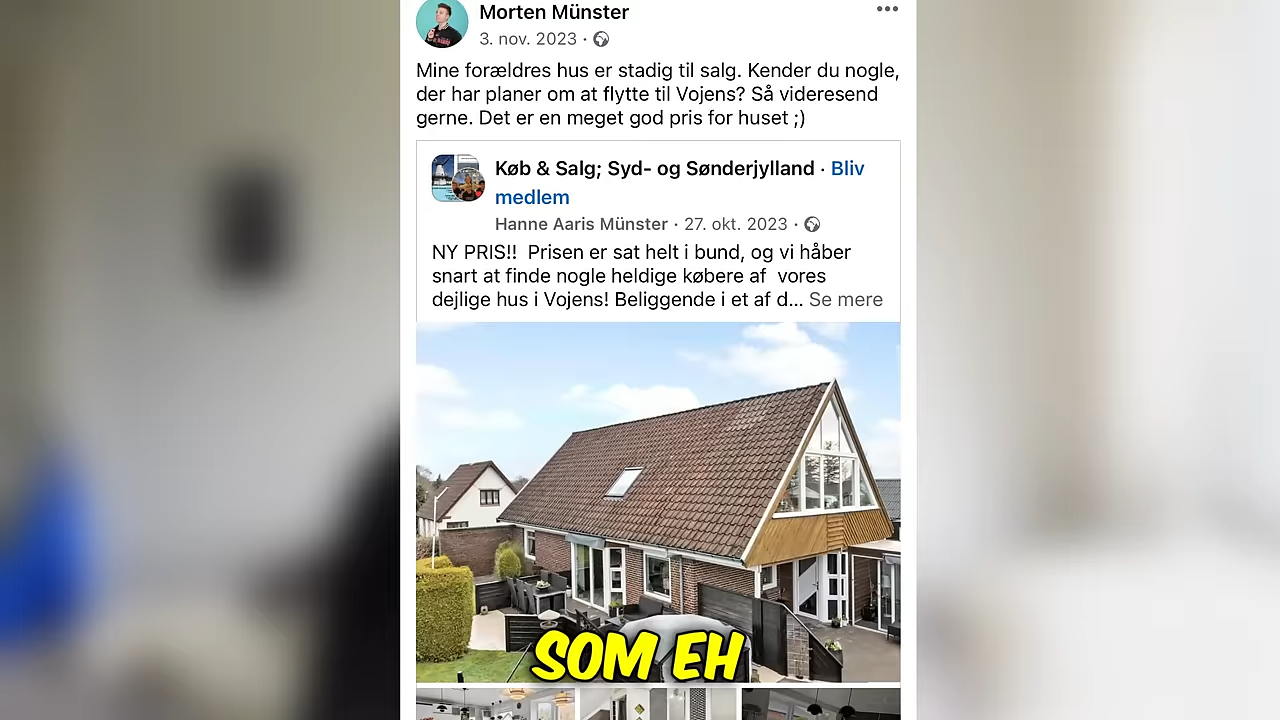 Morten Münster
3. nov. 2023 ·
Mine forældres hus er stadig til salg. Kender du nogle,
der har planer om at flytte til Vojens? Så videresend
gerne. Det er en meget god pris for huset ;)
Køb & Salg; Syd- og Sønderjylland · Bliv
medlem
Hanne Aaris Münster · 27. okt. 2023 ·
NY PRIS!! Prisen er sat helt i bund, og vi håber
snart at finde nogle heldige købere af vores
dejlige hus i Vojens! Beliggende i et af d... Se mere
SOM EH